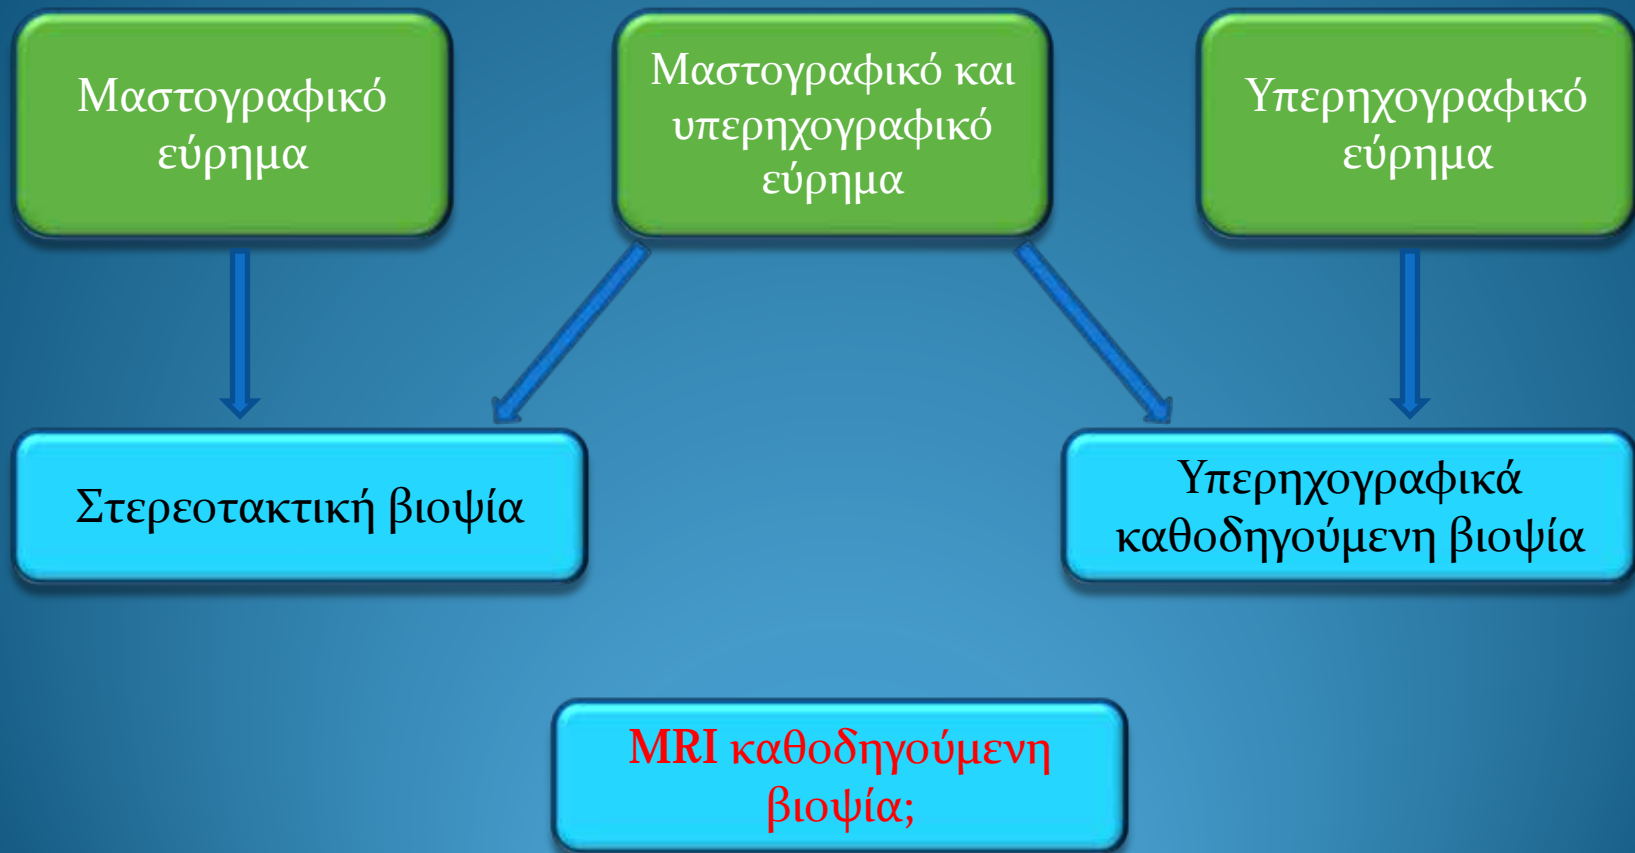 Μαστογραφικό
εύρημα
Μαστογραφικό και
υπερηχογραφικό
εύρημα
Υπερηχογραφικό
εύρημα
Στερεοτακτική βιοψία
Υπερηχογραφικά
καθοδηγούμενη βιοψία
MRI καθοδηγούμενη
βιοψία;